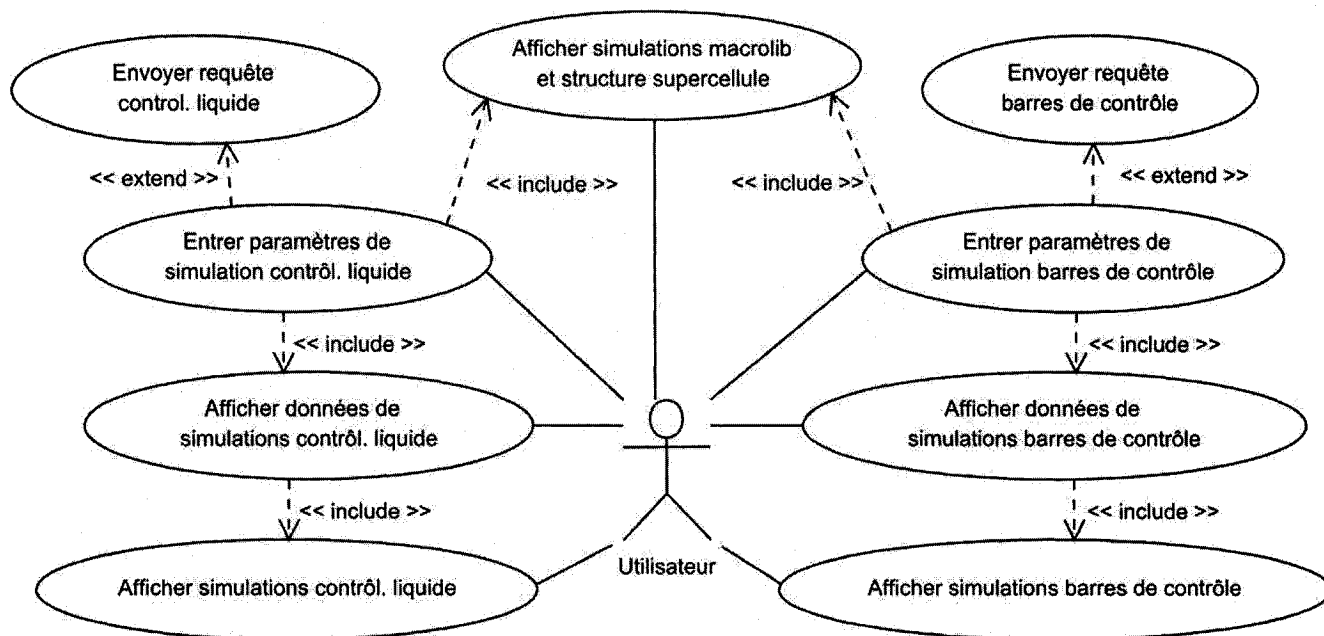 Afficher simulations macrolib
et structure supercellule
Envoyer requête
control. liquide
Envoyer requête
barres de contrôle
<< extend >>
<< include >>
<< include >>
<< extend >>
Entrer paramètres de
simulation contrôl. liquide
Entrer paramètres de
simulation barres de contrôle
<< include >>
<< include >>
Afficher données de
simulations contrôl. liquide
Afficher données de
simulations barres de contrôle
<< include >>
<< include >>
Utilisateur
Afficher simulations contrôl. liquide
Afficher simulations barres de contrôle